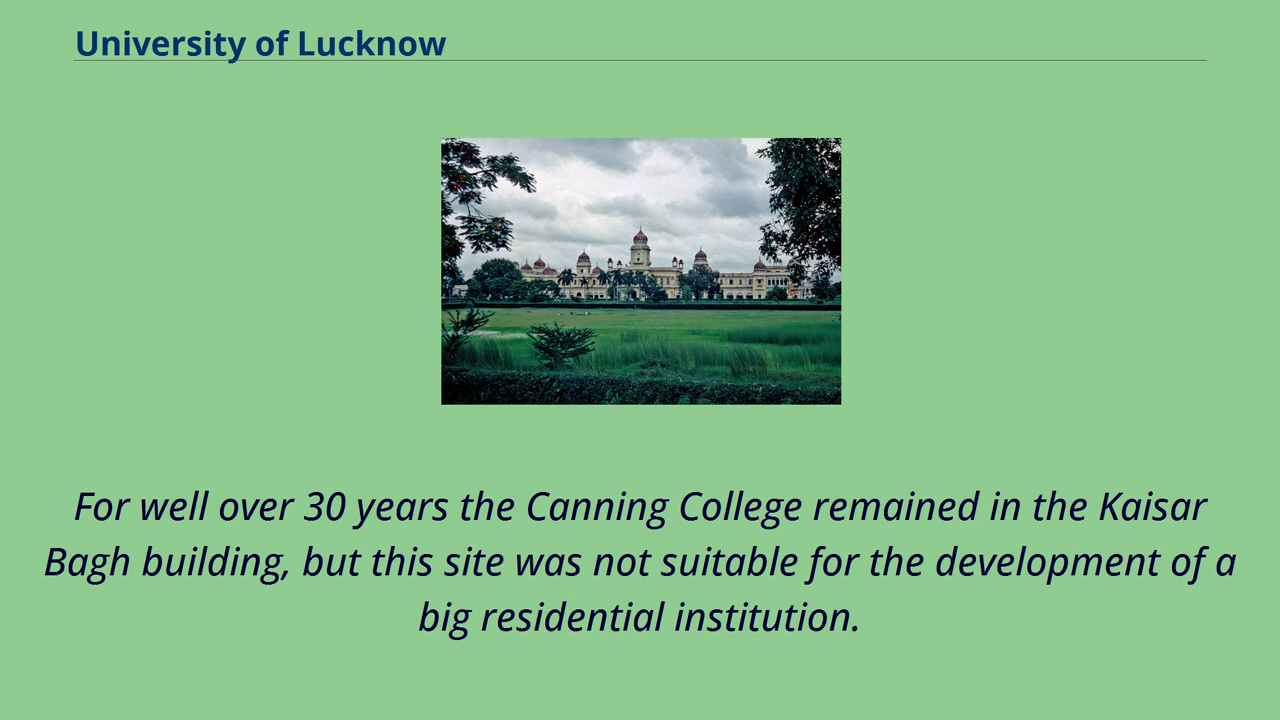 University of Lucknow
For well over 30 years the Canning College remained in the Kaisar
Bagh building, but this site was not suitable for the development of a
big residential institution.